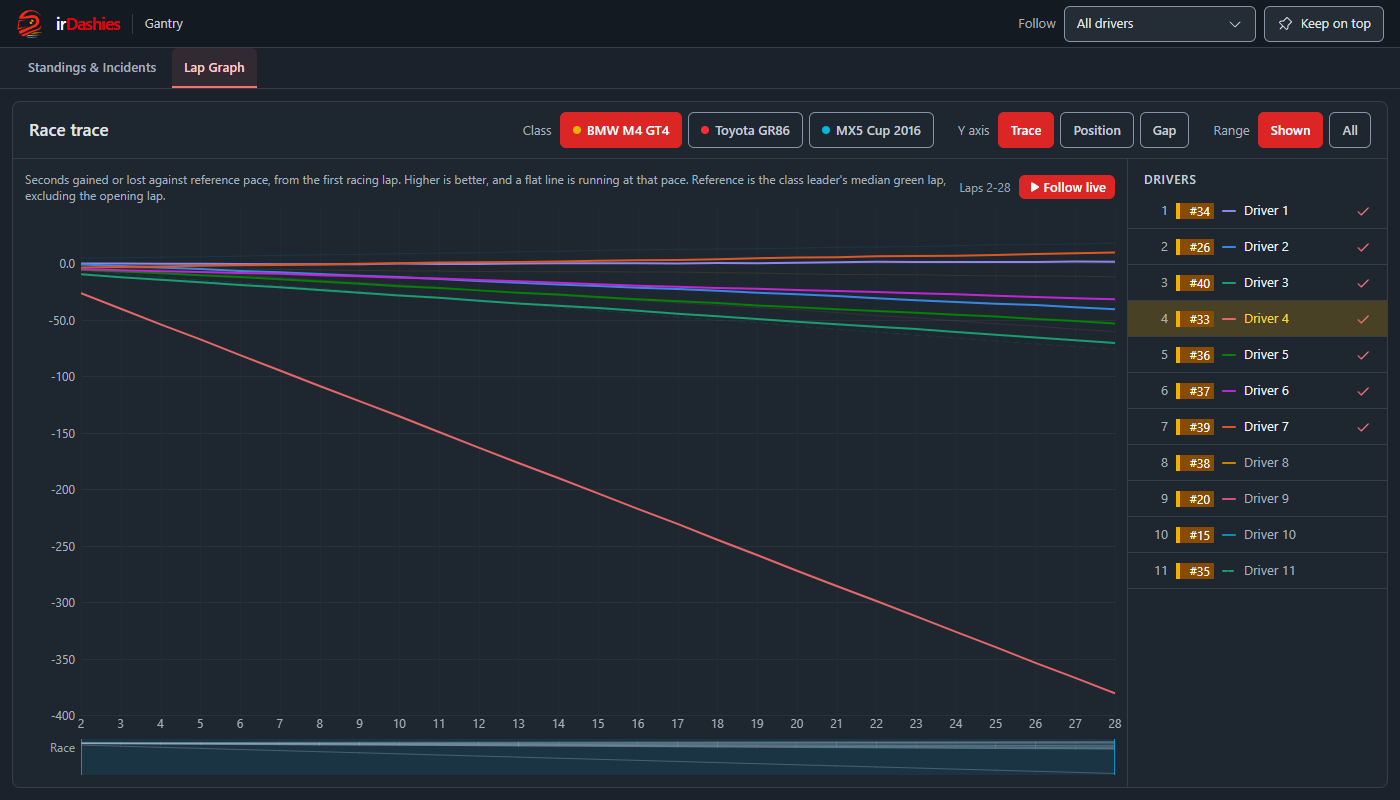 irDashies Gantry Follow All drivers Keep on top
Standings & Incidents Lap Graph
Race trace Class BMW M4 GT4 Toyota GR86 MX5 Cup 2016 Y axis Trace Position Gap Range Shown All
Seconds gained or lost against reference pace, from the first racing lap. Higher is better, and a flat line is running at that pace. Reference is the class leader's median green lap,
excluding the opening lap.
Laps 2-28 Follow live
0.0
-50.0
-100
-150
-200
-250
-300
-350
-400
2 3 4 5 6 7 8 9 10 11 12 13 14 15 16 17 18 19 20 21 22 23 24 25 26 27 28
Race
DRIVERS
1 #34 Driver 1
2 #26 Driver 2
3 #40 Driver 3
4 #33 Driver 4
5 #36 Driver 5
6 #37 Driver 6
7 #39 Driver 7
8 #38 Driver 8
9 #20 Driver 9
10 #15 Driver 10
11 #35 Driver 11